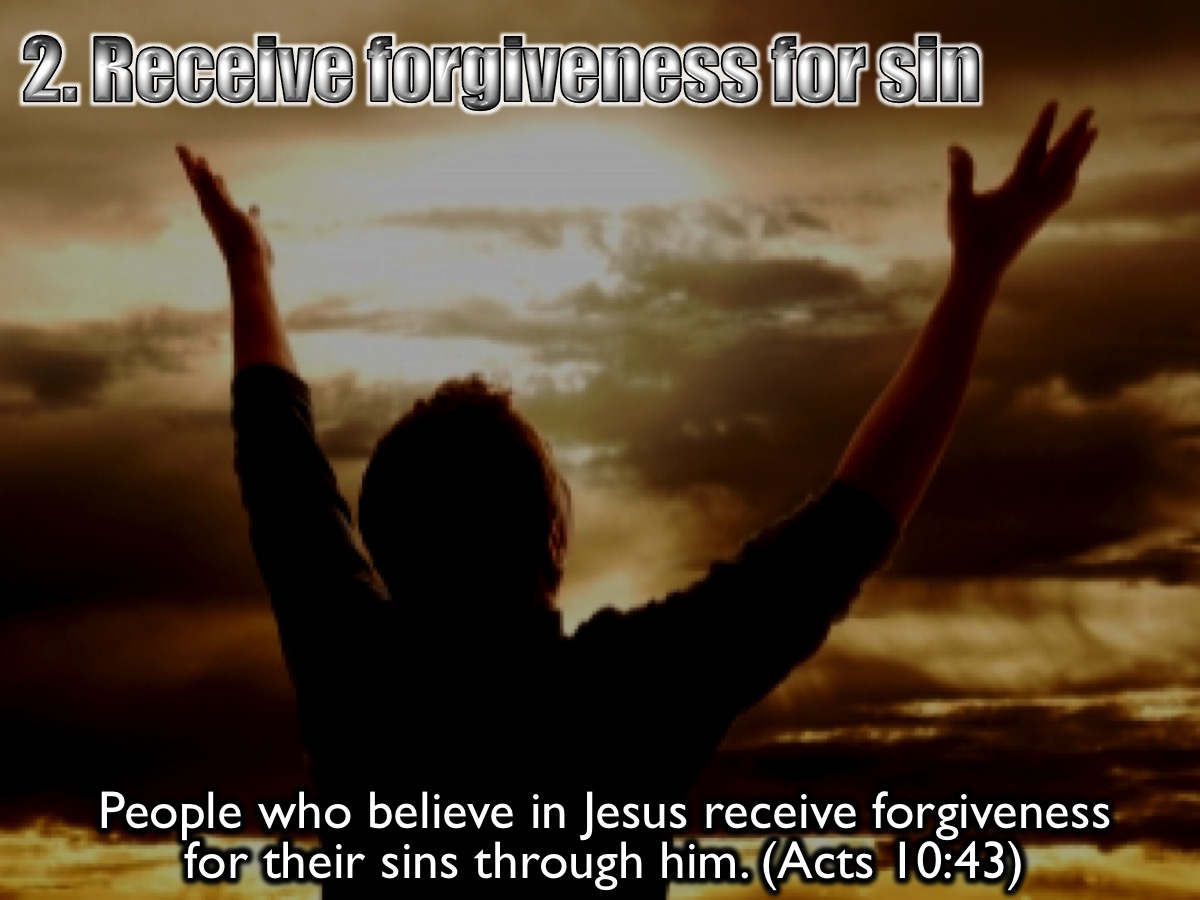 2. Receive forgiveness for sin
People who believe in Jesus receive forgiveness
for their sins through him. (Acts 10:43)